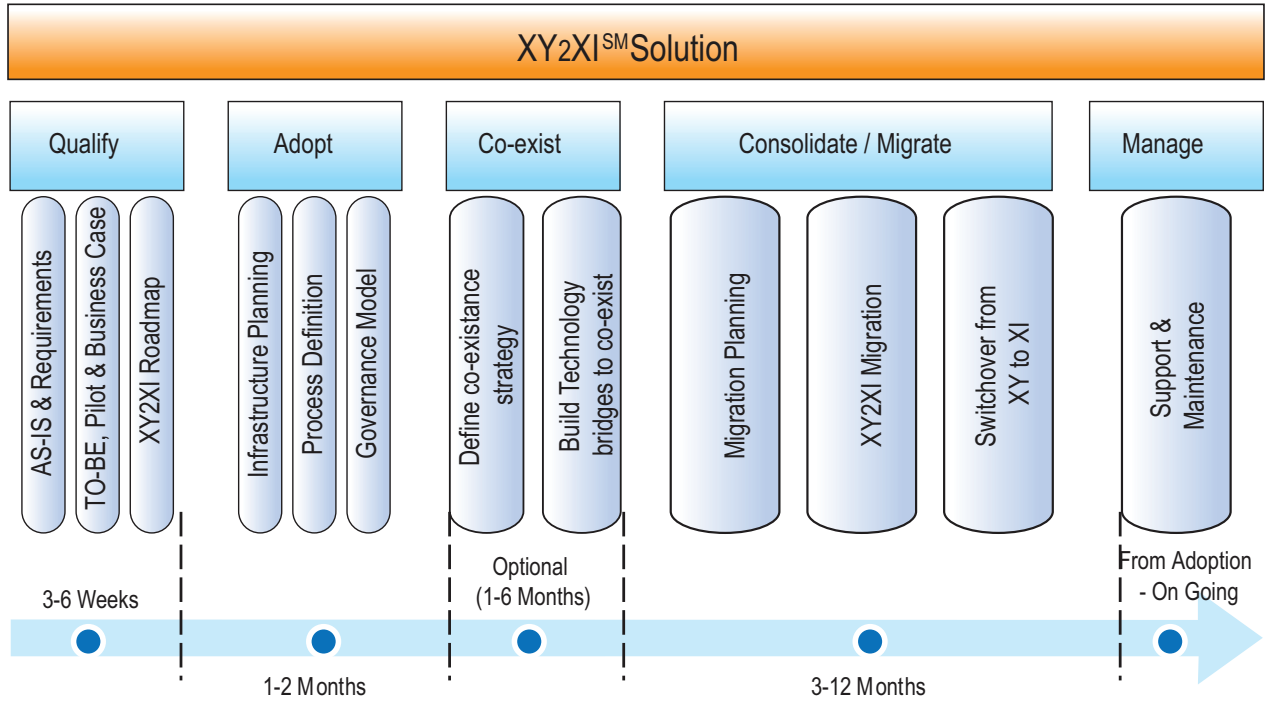 XY2XI SM Solution
Qualify
Adopt
Co-exist
Consolidate / Migrate
Manage
AS-IS & Requirements
TO-BE, Pilot & Business Case
XY2XI Roadmap
Infrastructure Planning
Process Definition
Governance Model
Define co-existance
strategy
Build Technology
bridges to co-exist
Migration Planning
XY2XI Migration
Switchover from
XY to XI
Support &
Maintenance
3-6 Weeks
1-2 Months
Optional
(1-6 Months)
3-12 Months
From Adoption
- On Going